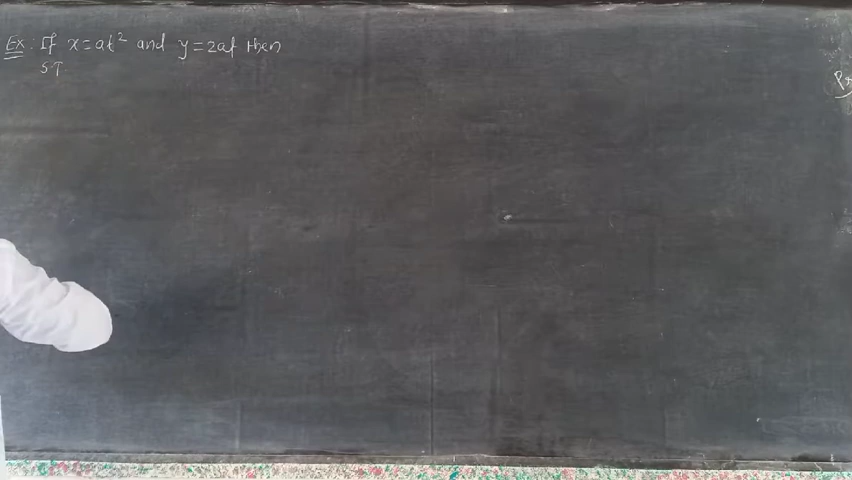 Ex: If x=at² and y=2at then
ST